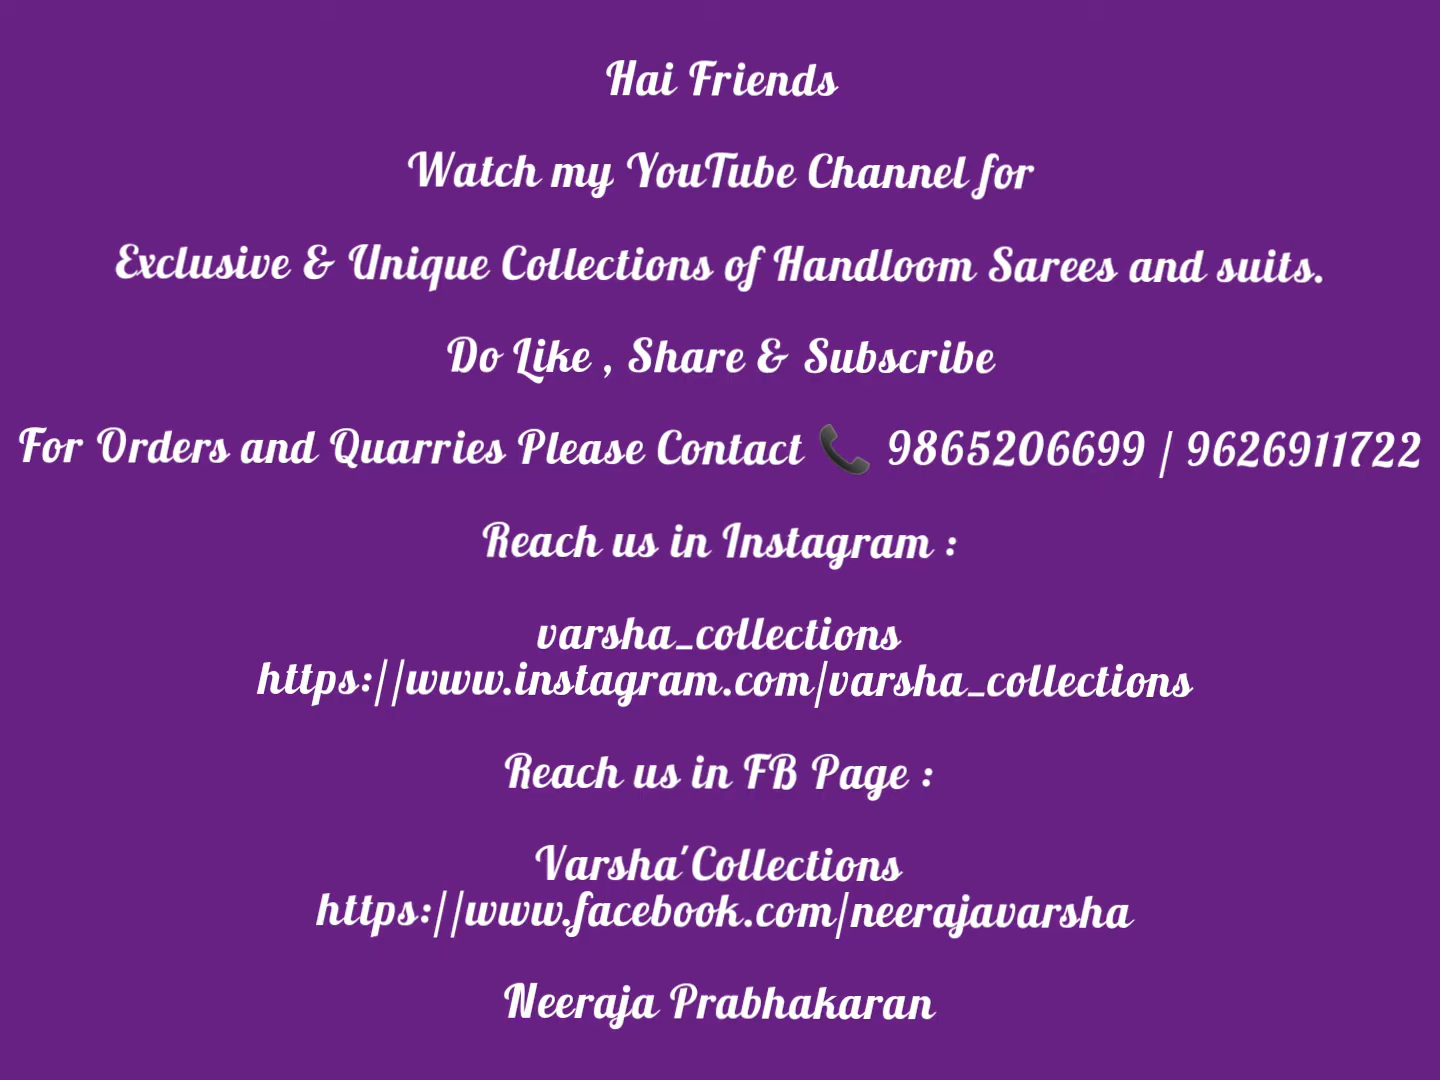 Hai Friends
Watch my YouTube Channel for
Exclusive & Unique Collections of Handloom Sarees and suits.
Do Like , Share & Subscribe
For Orders and Quarries Please Contact 📞 9865206699 / 9626911722
Reach us in Instagram :
varsha_collections
https://www.instagram.com/varsha_collections
Reach us in FB Page :
Varsha'Collections
https://www.facebook.com/neerajavarsha
Neeraja Prabhakaran